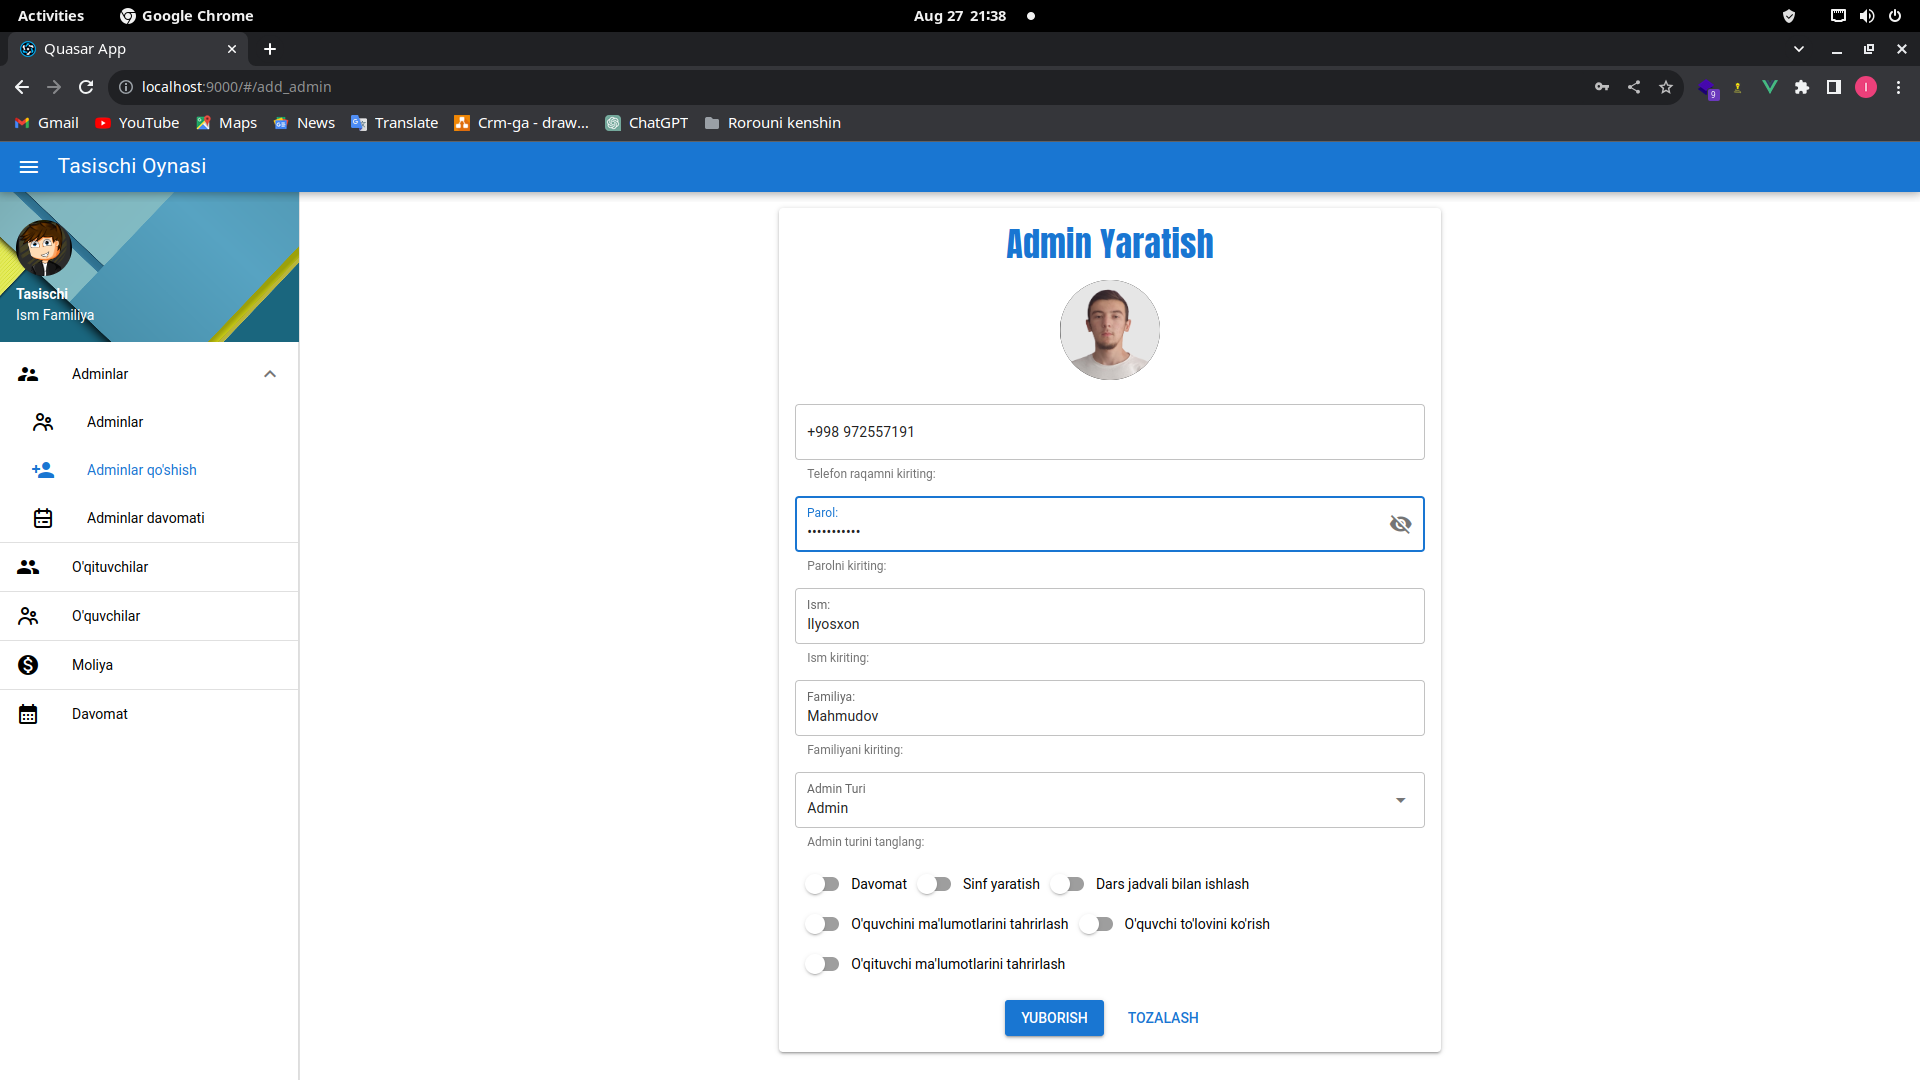 Activities
Google Chrome
Aug 27 21:38
Quasar App
localhost:9000/#/add_admin
9
I
Gmail
YouTube
Maps
News
Translate
Crm-ga - draw...
ChatGPT
Rorouni kenshin
Tasischi Oynasi
Tasischi
Ism Familiya
Adminlar
Adminlar
Adminlar qo'shish
Adminlar davomati
O'qituvchilar
O'quvchilar
Moliya
Davomat
Admin Yaratish
+998 972557191
Telefon raqamni kiriting:
Parol:
•••••••••••
Parolni kiriting:
Ism:
Ilyosxon
Ism kiriting:
Familiya:
Mahmudov
Familiyani kiriting:
Admin Turi
Admin
Admin turini tanglang:
Davomat
Sinf yaratish
Dars jadvali bilan ishlash
O'quvchini ma'lumotlarini tahrirlash
O'quvchi to'lovini ko'rish
O'qituvchi ma'lumotlarini tahrirlash
YUBORISH
TOZALASH